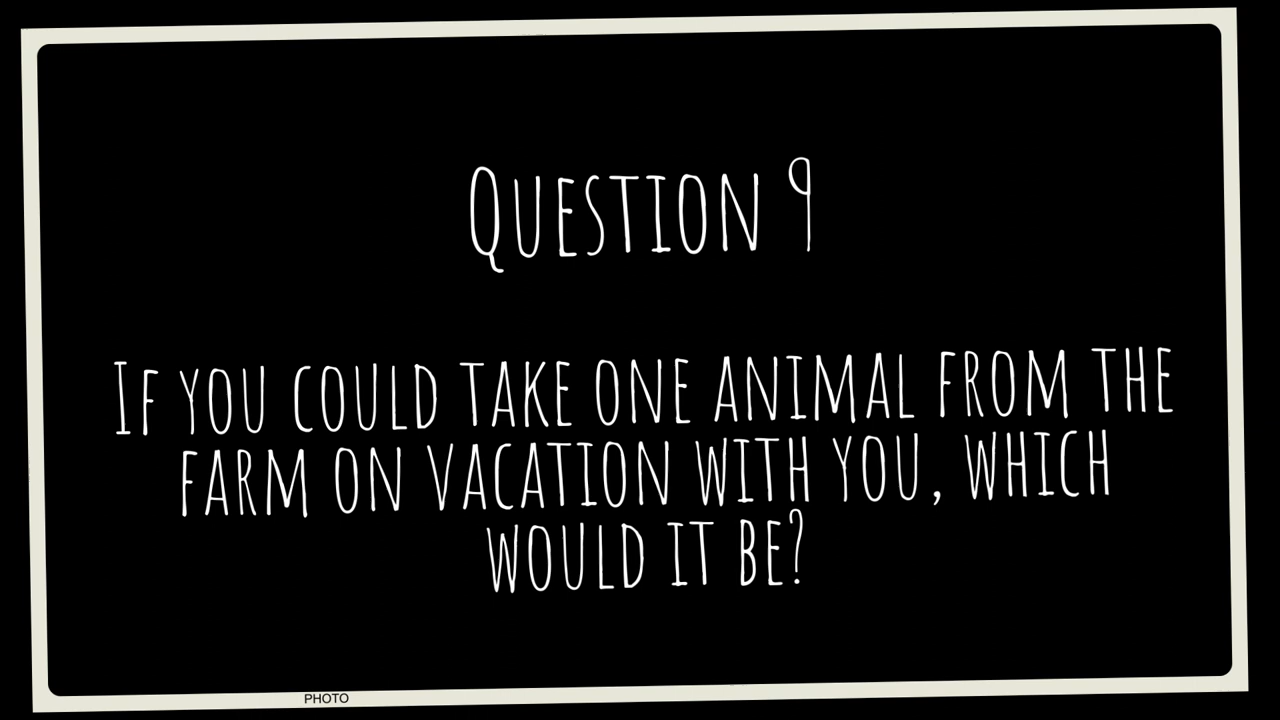 Question 9
If you could take one animal from the
farm on vacation with you, which
would it be?
PHOTO